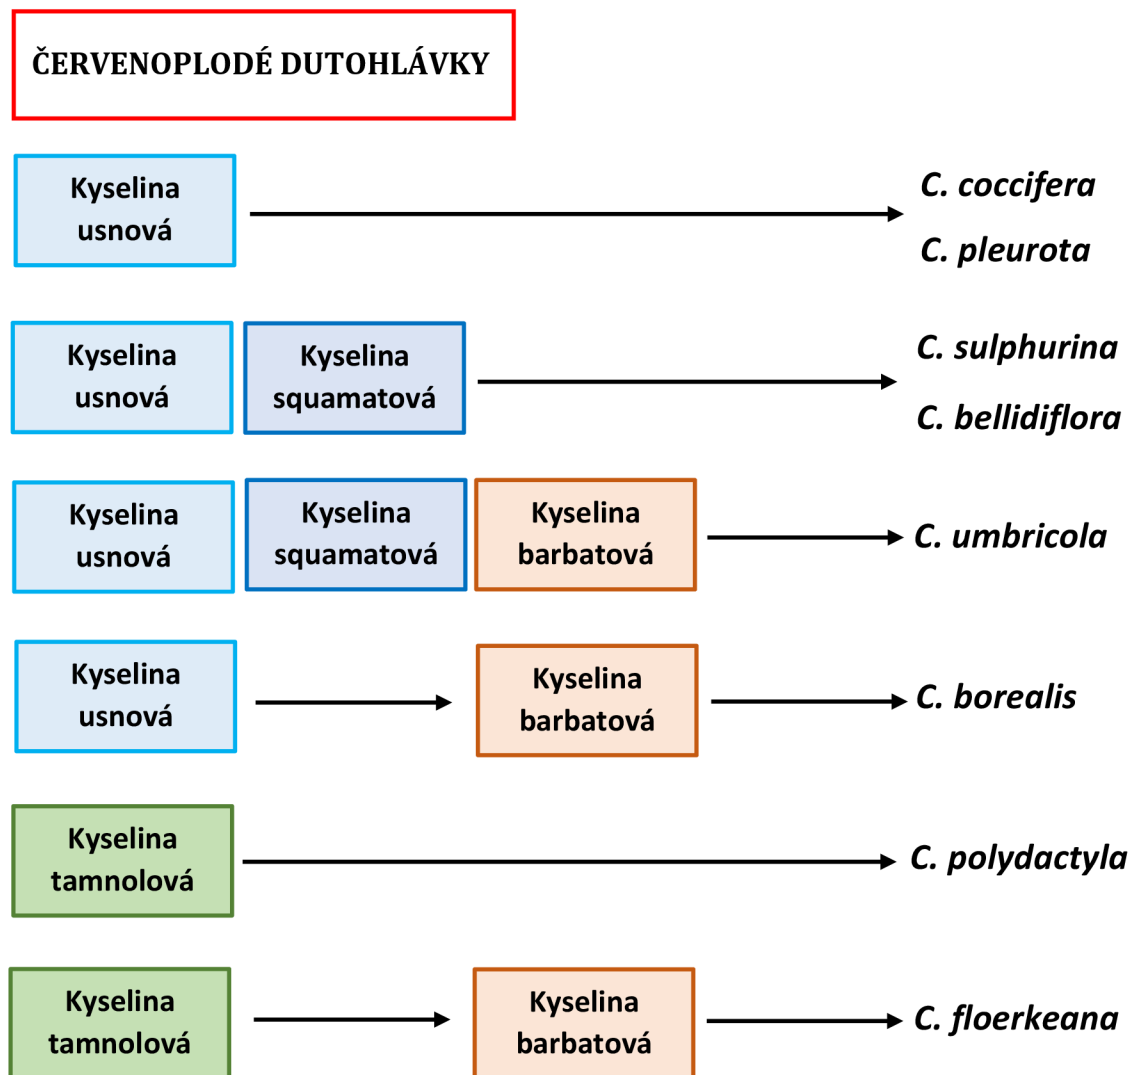 ČERVENOPLODÉ DUTOHLÁVKY
Kyselina
usnová
C. coccifera
C. pleurota
Kyselina
usnová
Kyselina
squamatová
C. sulphurina
C. bellidiflora
Kyselina
usnová
Kyselina
squamatová
Kyselina
barbatová
C. umbricola
Kyselina
usnová
Kyselina
barbatová
C. borealis
Kyselina
tamnolová
C. polydactyla
Kyselina
tamnolová
Kyselina
barbatová
C. floerkeana